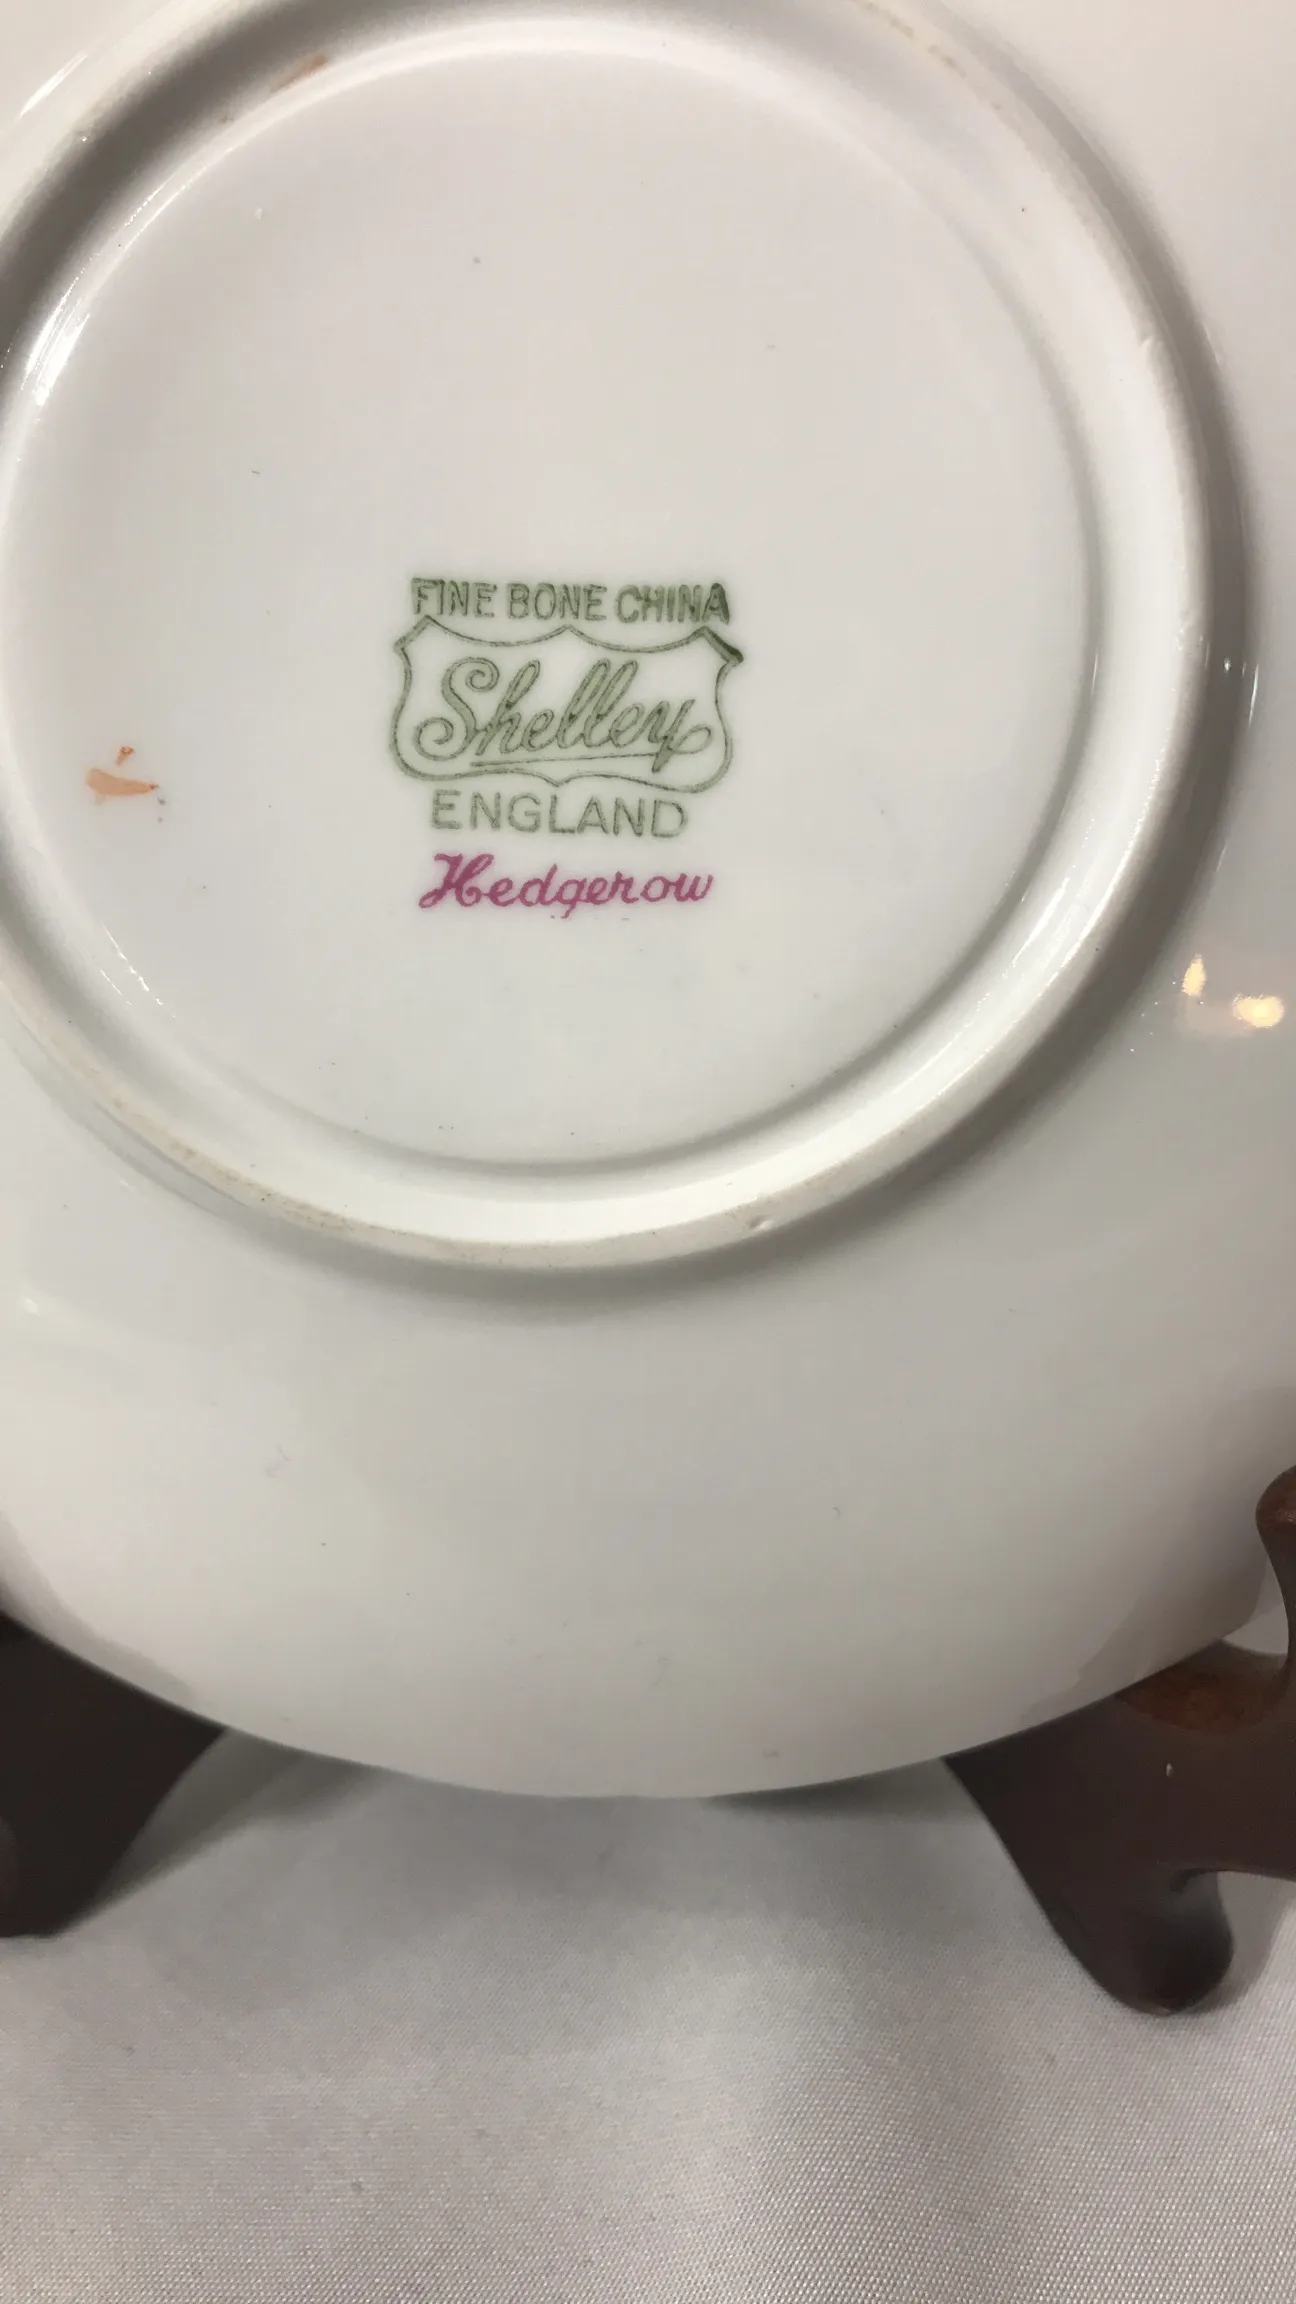 FINE BONE CHINA
Shelley
ENGLAND
Hedgerow